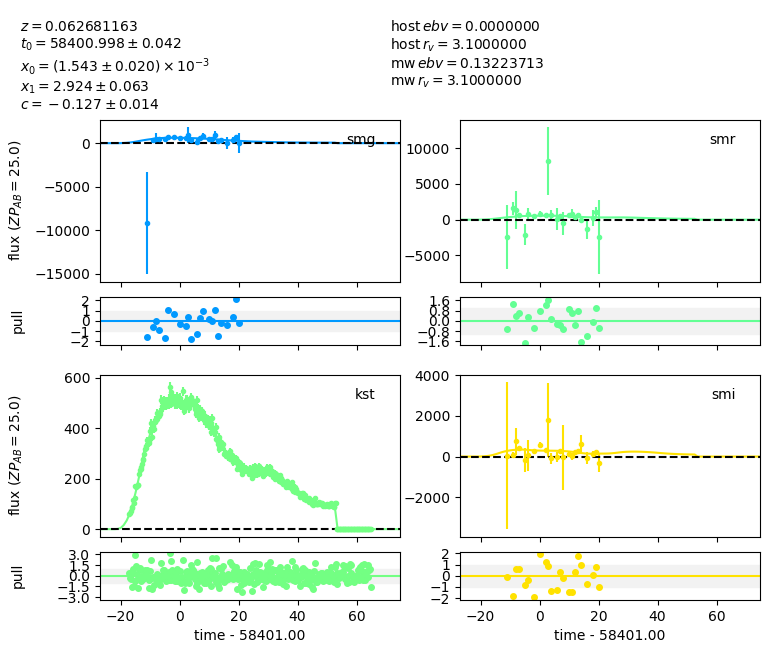 z = 0.062681163
t0 = 58400.998 ± 0.042
x0 = (1.543 ± 0.020) × 10^−3
x1 = 2.924 ± 0.063
c = −0.127 ± 0.014
host ebv = 0.0000000
host r_v = 3.1000000
mw ebv = 0.13223713
mw r_v = 3.1000000
smg
flux (ZP_AB = 25.0)
0
−5000
−10000
−15000
smr
10000
5000
0
−5000
pull
2
1
0
−1
−2
1.6
0.8
0.0
−0.8
−1.6
kst
flux (ZP_AB = 25.0)
600
400
200
0
smi
4000
2000
0
−2000
pull
3.0
1.5
0.0
−1.5
−3.0
−20 0 20 40 60
time - 58401.00
2
1
0
−1
−2
−20 0 20 40 60
time - 58401.00